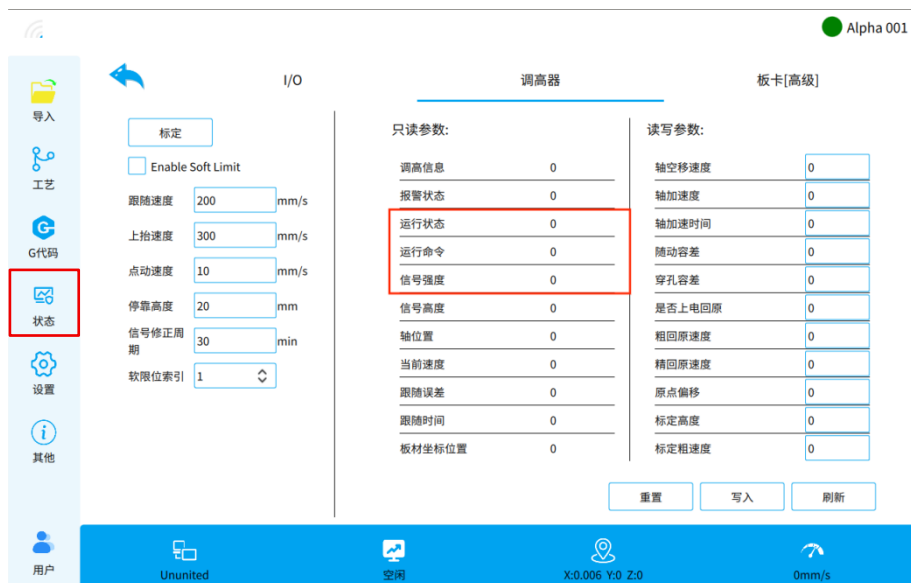 Alpha 001
导入
工艺
G代码
状态
设置
其他
用户
I/O
调高器
板卡[高级]
标定
Enable Soft Limit
跟随速度 200 mm/s
上抬速度 300 mm/s
点动速度 10 mm/s
停靠高度 20 mm
信号修正周
期 30 min
软限位索引 1
只读参数:
调高信息 0
报警状态 0
运行状态 0
运行命令 0
信号强度 0
信号高度 0
轴位置 0
当前速度 0
跟随误差 0
跟随时间 0
板材坐标位置 0
读写参数:
轴空移速度 0
轴加速度 0
轴加速时间 0
随动容差 0
穿孔容差 0
是否上电回原 0
粗回原速度 0
精回原速度 0
原点偏移 0
标定高度 0
标定粗速度 0
重置 写入 刷新
Ununited
空闲
X:0.006 Y:0 Z:0
0mm/s